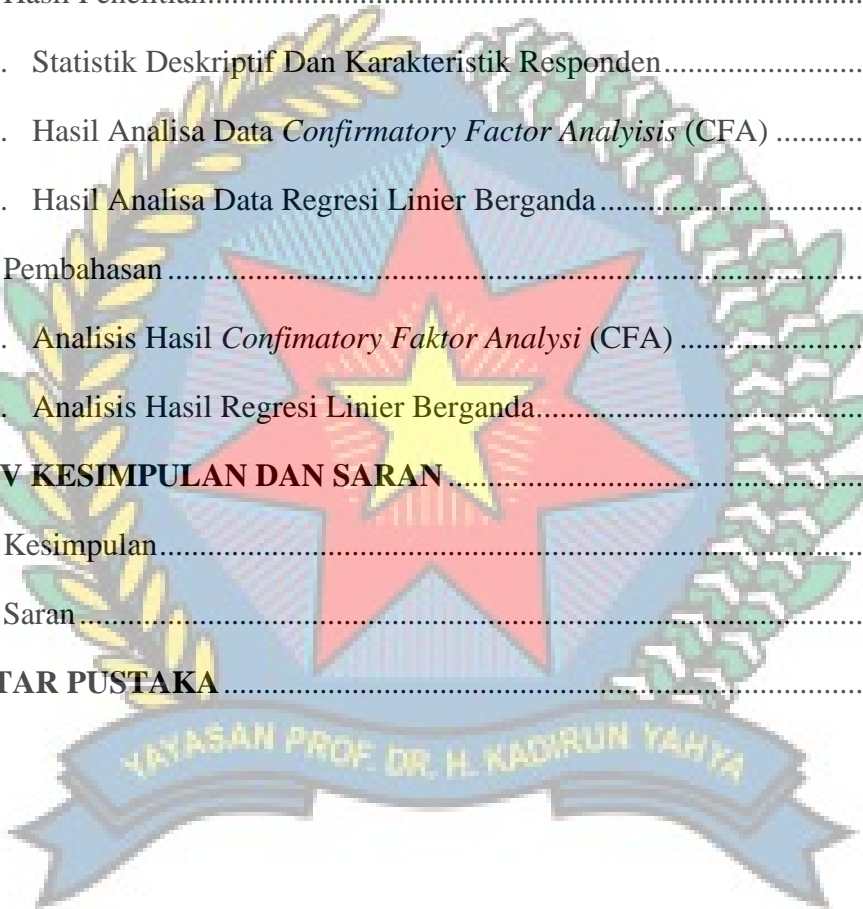 Hasil Penelitian..........................................................................
. Statistik Deskriptif Dan Karakteristik Responden.........................
. Hasil Analisa Data Confirmatory Factor Analyisis (CFA) ............
. Hasil Analisa Data Regresi Linier Berganda.................................
Pembahasan.......................................................................................
. Analisis Hasil Confimatory Faktor Analysi (CFA) .......................
. Analisis Hasil Regresi Linier Berganda.........................................
V KESIMPULAN DAN SARAN....................................................
Kesimpulan........................................................................................
Saran..................................................................................................
TAR PUSTAKA................................................................................
YAYASAN PROF. DR. H. KADIRUN YAHYA